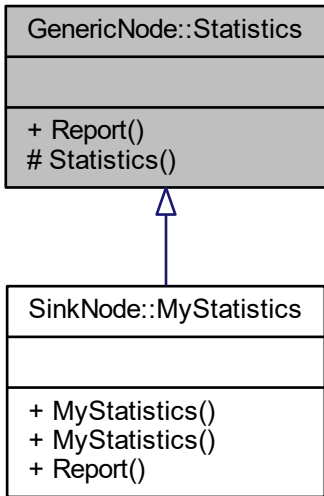 GenericNode::Statistics
+ Report()
# Statistics()
SinkNode::MyStatistics
+ MyStatistics()
+ MyStatistics()
+ Report()